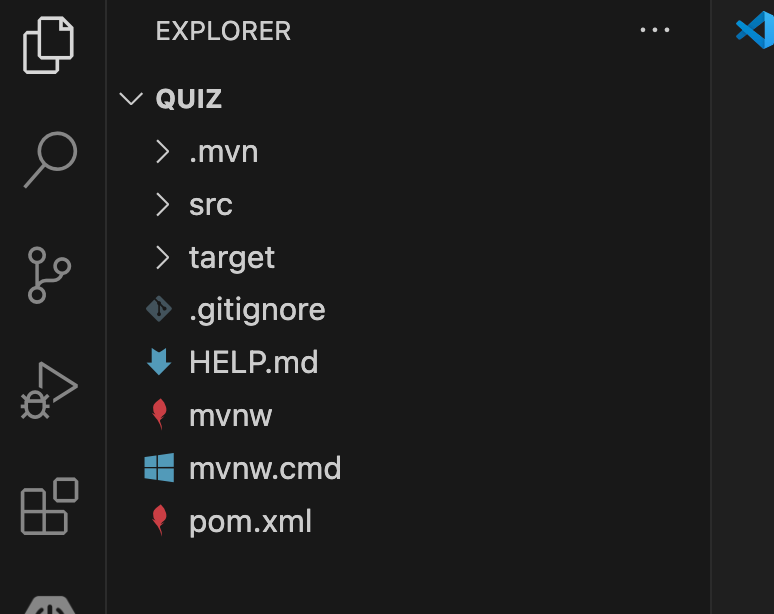 EXPLORER
QUIZ
.mvn
src
target
.gitignore
HELP.md
mvnw
mvnw.cmd
pom.xml